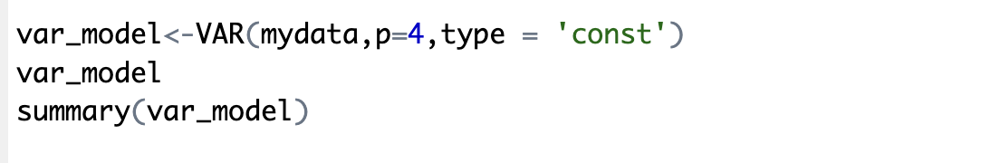 var_model<-VAR(mydata,p=4,type = 'const')
var_model
summary(var_model)